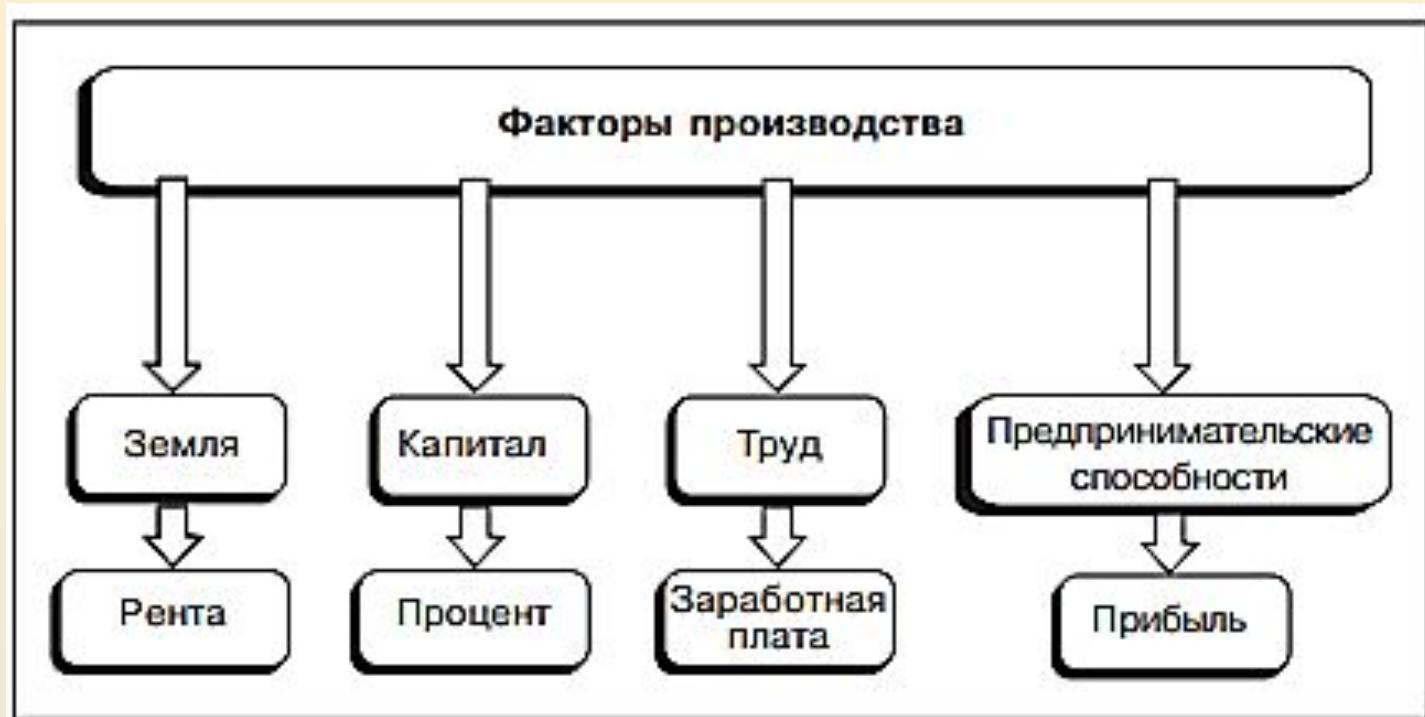 Факторы производства
Земля
Капитал
Труд
Предпринимательские
способности
Рента
Процент
Заработная
плата
Прибыль